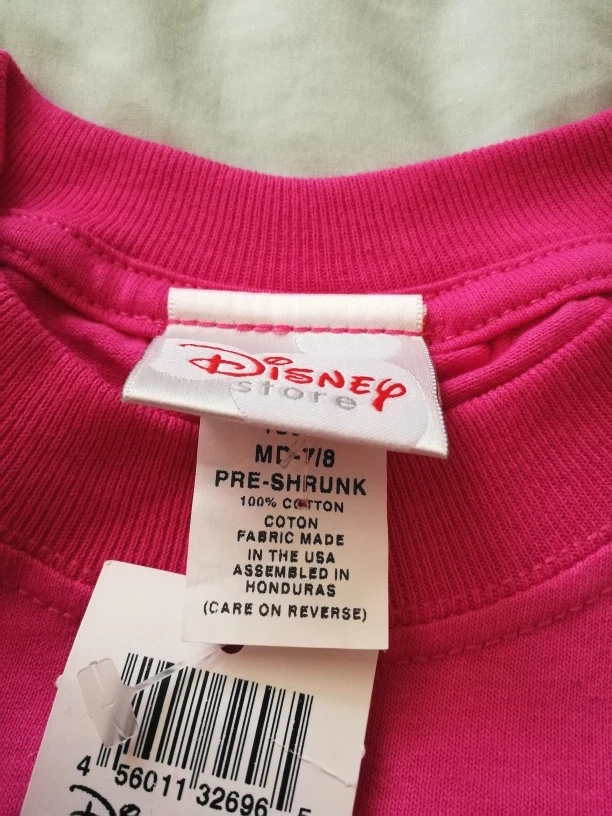 Disney
store
MD-7/8
PRE-SHRUNK
100% COTTON
COTON
FABRIC MADE
IN THE USA
ASSEMBLED IN
HONDURAS
(CARE ON REVERSE)
4 56011 32696 5